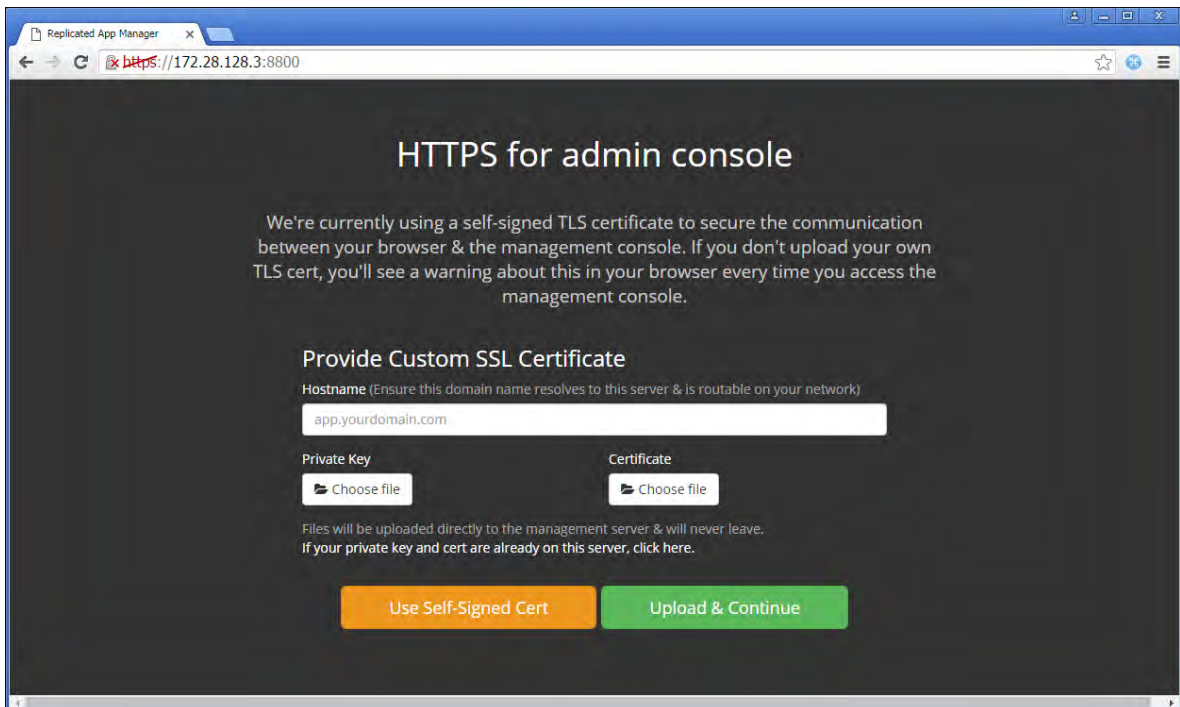 Replicated App Manager
https://172.28.128.3:8800
HTTPS for admin console
We're currently using a self-signed TLS certificate to secure the communication
between your browser & the management console. If you don't upload your own
TLS cert, you'll see a warning about this in your browser every time you access the
management console.
Provide Custom SSL Certificate
Hostname (Ensure this domain name resolves to this server & is routable on your network)
app.yourdomain.com
Private Key
Certificate
Choose file
Choose file
Files will be uploaded directly to the management server & will never leave.
If your private key and cert are already on this server, click here.
Use Self-Signed Cert
Upload & Continue